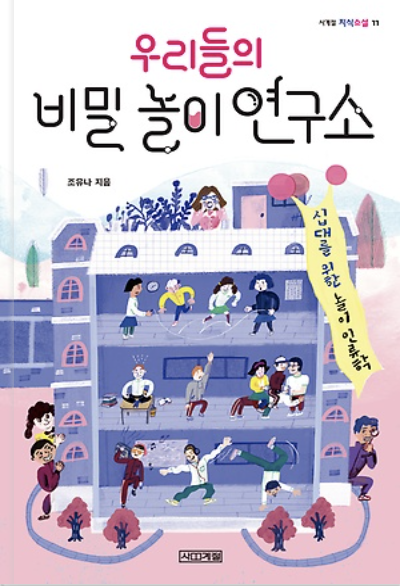 사계절 지식소설 11
우리들의
비밀 놀이 연구소
조유나 지음
십대를 위한 놀이 인류학
사계절